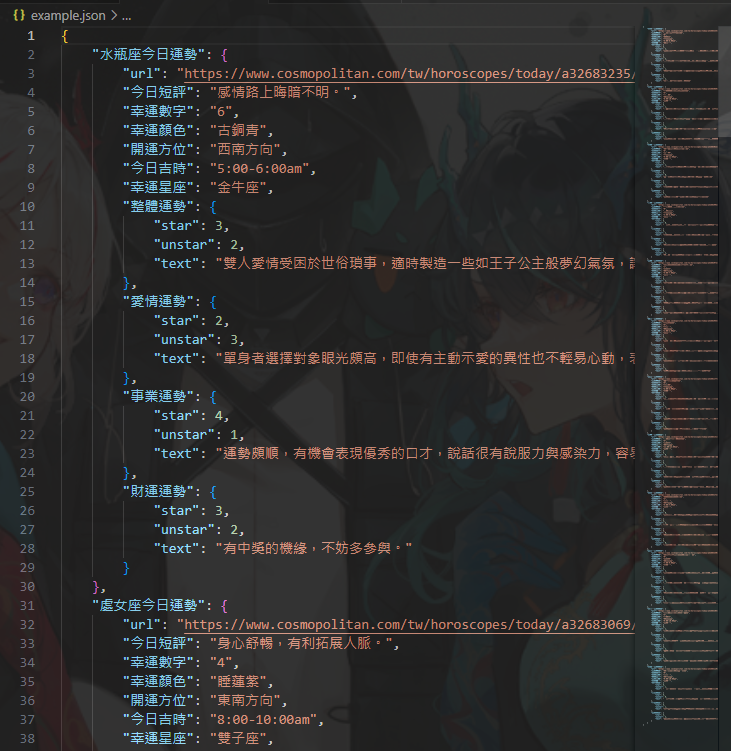 {} example.json > ...
1 {
2 "水瓶座今日運勢": {
3 "url": "https://www.cosmopolitan.com/tw/horoscopes/today/a32683235/
4 "今日短評": "感情路上晦暗不明。",
5 "幸運數字": "6",
6 "幸運顏色": "古銅青",
7 "開運方位": "西南方向",
8 "今日吉時": "5:00-6:00am",
9 "幸運星座": "金牛座",
10 "整體運勢": {
11 "star": 3,
12 "unstar": 2,
13 "text": "雙人愛情受困於世俗瑣事，適時製造一些如王子公主般夢幻氣氛，
14 },
15 "愛情運勢": {
16 "star": 2,
17 "unstar": 3,
18 "text": "單身者選擇對象眼光頗高，即使有主動示愛的異性也不輕易心動，
19 },
20 "事業運勢": {
21 "star": 4,
22 "unstar": 1,
23 "text": "運勢頗順，有機會表現優秀的口才，說話很有說服力與感染力，容
24 },
25 "財運運勢": {
26 "star": 3,
27 "unstar": 2,
28 "text": "有中獎的機緣，不妨多參與。"
29 }
30 },
31 "處女座今日運勢": {
32 "url": "https://www.cosmopolitan.com/tw/horoscopes/today/a32683069/
33 "今日短評": "身心舒暢，有利拓展人脈。",
34 "幸運數字": "4",
35 "幸運顏色": "睡蓮紫",
36 "開運方位": "東南方向",
37 "今日吉時": "8:00-10:00am",
38 "幸運星座": "雙子座",